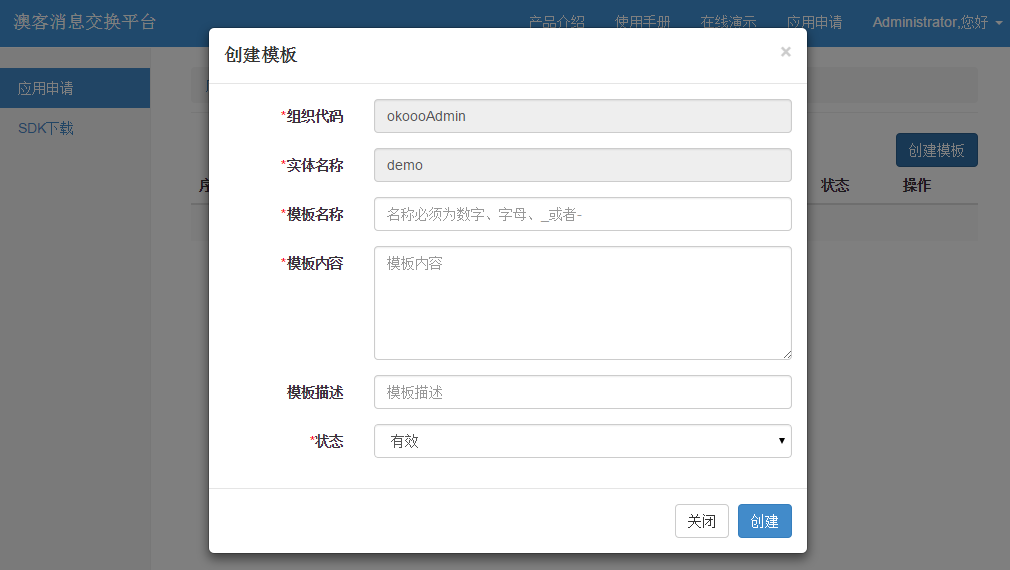 澳客消息交换平台 产品介绍 使用手册 在线演示 应用申请 Administrator,您好
应用申请
SDK下载
创建模板
状态 操作
创建模板 ×
*组织代码 okoooAdmin
*实体名称 demo
*模板名称 名称必须为数字、字母、_或者-
*模板内容 模板内容
模板描述 模板描述
*状态 有效
关闭 创建